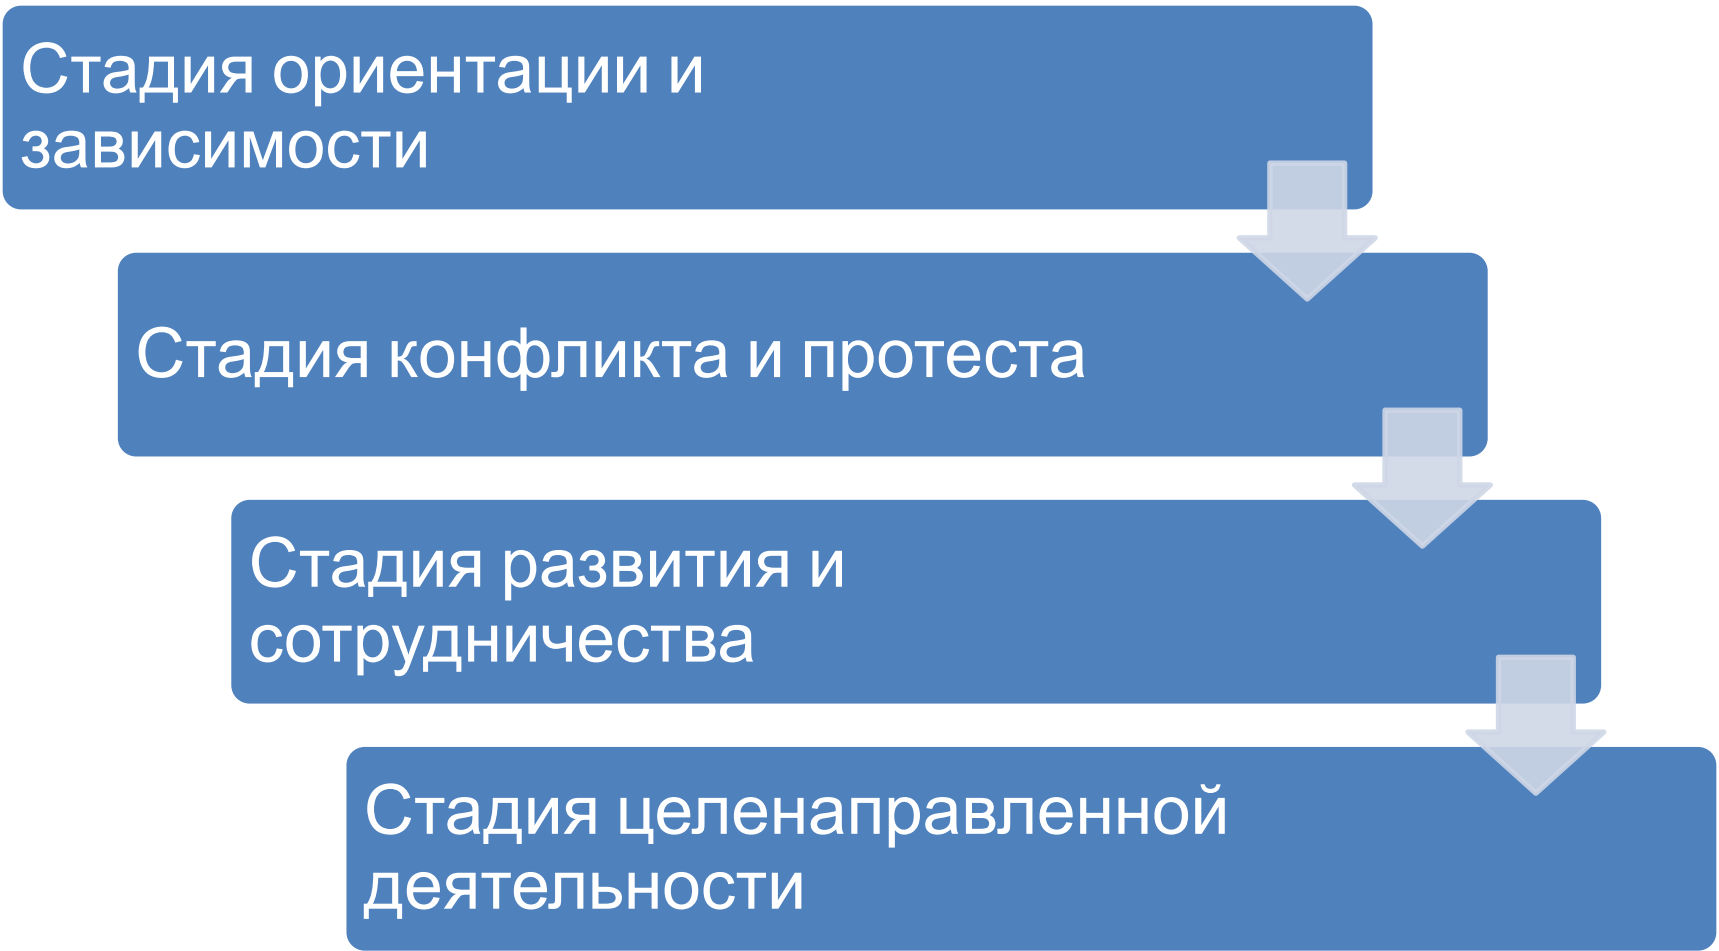 Стадия ориентации и
зависимости
Стадия конфликта и протеста
Стадия развития и
сотрудничества
Стадия целенаправленной
деятельности